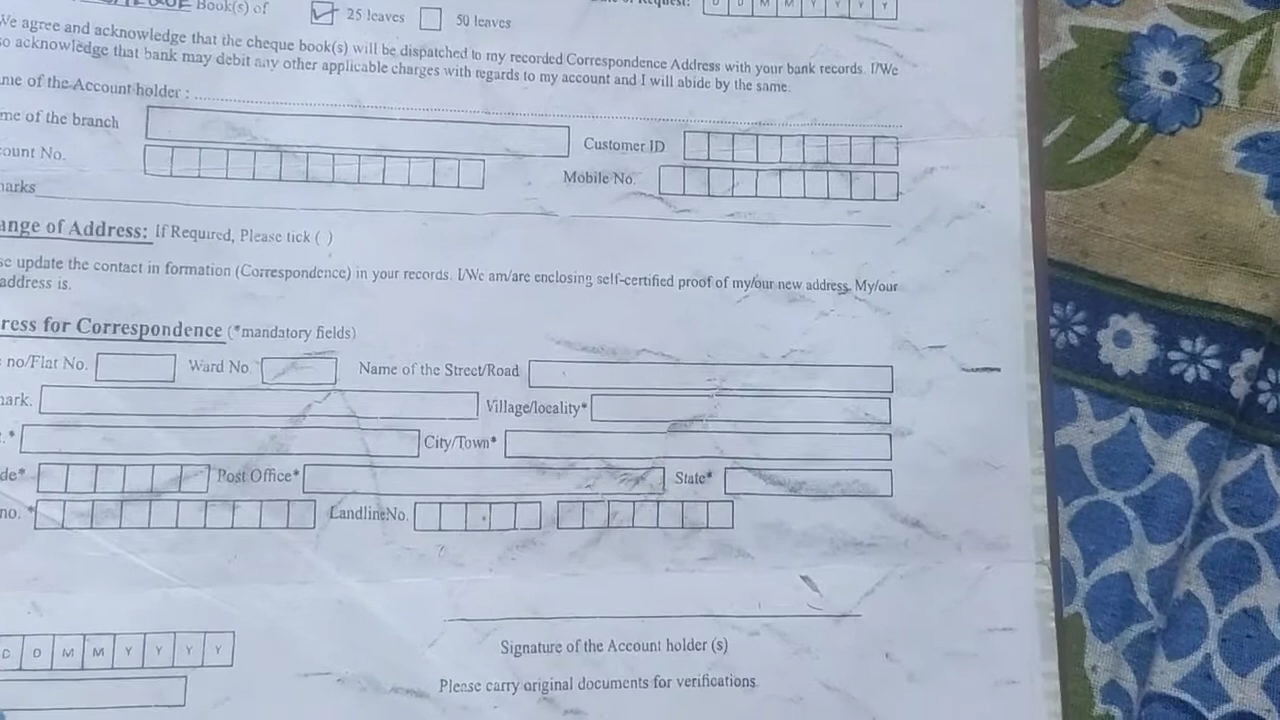 Book(s) of 25 leaves 50 leaves
We agree and acknowledge that the cheque book(s) will be dispatched to my recorded Correspondence Address with your bank records. I/We
so acknowledge that bank may debit any other applicable charges with regards to my account and I will abide by the same.
me of the Account holder :
me of the branch
Customer ID
count No.
Mobile No.
marks
ange of Address: If Required, Please tick ( )
se update the contact in formation (Correspondence) in your records. I/We am/are enclosing self-certified proof of my/our new address. My/our
address is.
ress for Correspondence (*mandatory fields)
no/Flat No. Ward No Name of the Street/Road
mark. Village/locality*
.* City/Town*
de* Post Office* State*
no. * Landline No.
Signature of the Account holder (s)
D D M M Y Y Y Y
Please carry original documents for verifications.